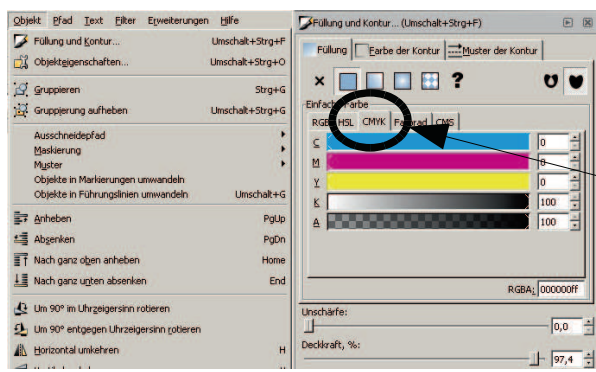 Objekt Pfad Text Filter Erweiterungen Hilfe
Füllung und Kontur... Umschalt+Strg+F
Objekteigenschaften... Umschalt+Strg+O
Gruppieren Strg+G
Gruppierung aufheben Umschalt+Strg+G
Ausschneidepfad
Maskierung
Muster
Objekte in Markierungen umwandeln
Objekte in Führungslinien umwandeln Umschalt+G
Anheben PgUp
Absenken PgDn
Nach ganz oben anheben Home
Nach ganz unten absenken End
Um 90° im Uhrzeigersinn rotieren
Um 90° entgegen Uhrzeigersinn rotieren
Horizontal umkehren H
Füllung und Kontur... (Umschalt+Strg+F)
Füllung Farbe der Kontur Muster der Kontur
?
Einfache Farbe
RGB HSL CMYK Farbrad CMS
C 0
M 0
Y 0
K 100
A 100
RGBA: 000000ff
Unschärfe:
0,0
Deckkraft, %:
97,4